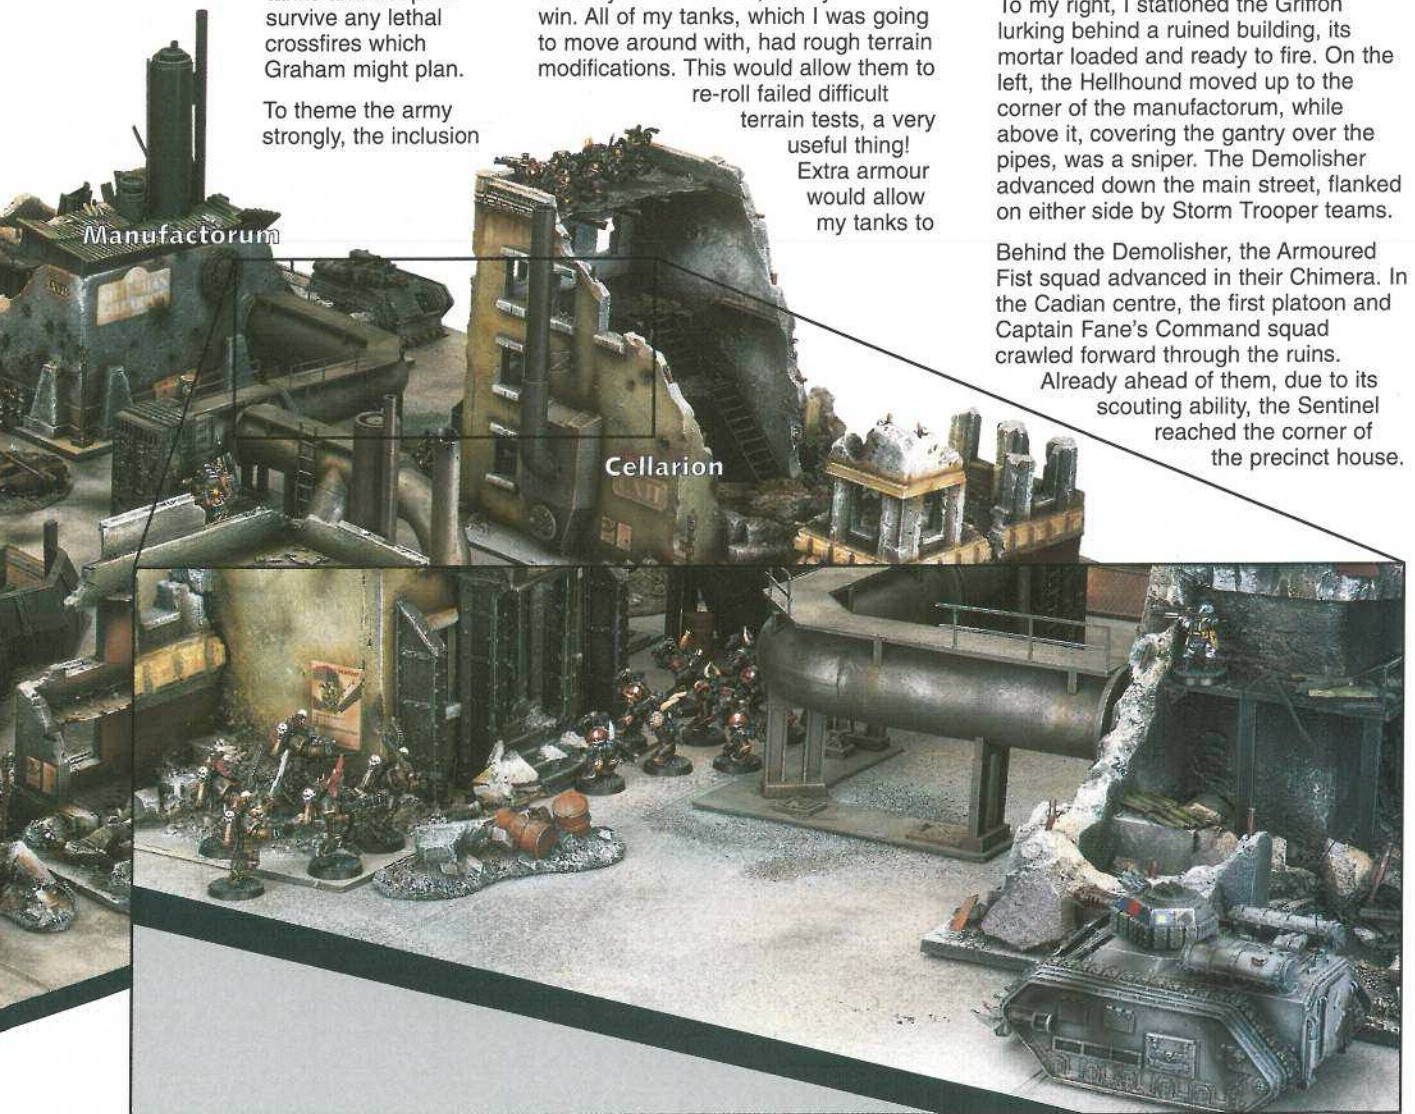 survive any lethal
crossfires which
Graham might plan.
To theme the army
strongly, the inclusion
win. All of my tanks, which I was going
to move around with, had rough terrain
modifications. This would allow them to
re-roll failed difficult
terrain tests, a very
useful thing!
Extra armour
would allow
my tanks to
To my right, I stationed the Griffon
lurking behind a ruined building, its
mortar loaded and ready to fire. On the
left, the Hellhound moved up to the
corner of the manufactorum, while
above it, covering the gantry over the
pipes, was a sniper. The Demolisher
advanced down the main street, flanked
on either side by Storm Trooper teams.
Behind the Demolisher, the Armoured
Fist squad advanced in their Chimera. In
the Cadian centre, the first platoon and
Captain Fane's Command squad
crawled forward through the ruins.
Already ahead of them, due to its
scouting ability, the Sentinel
reached the corner of
the precinct house.
Manufactorum
Cellarion